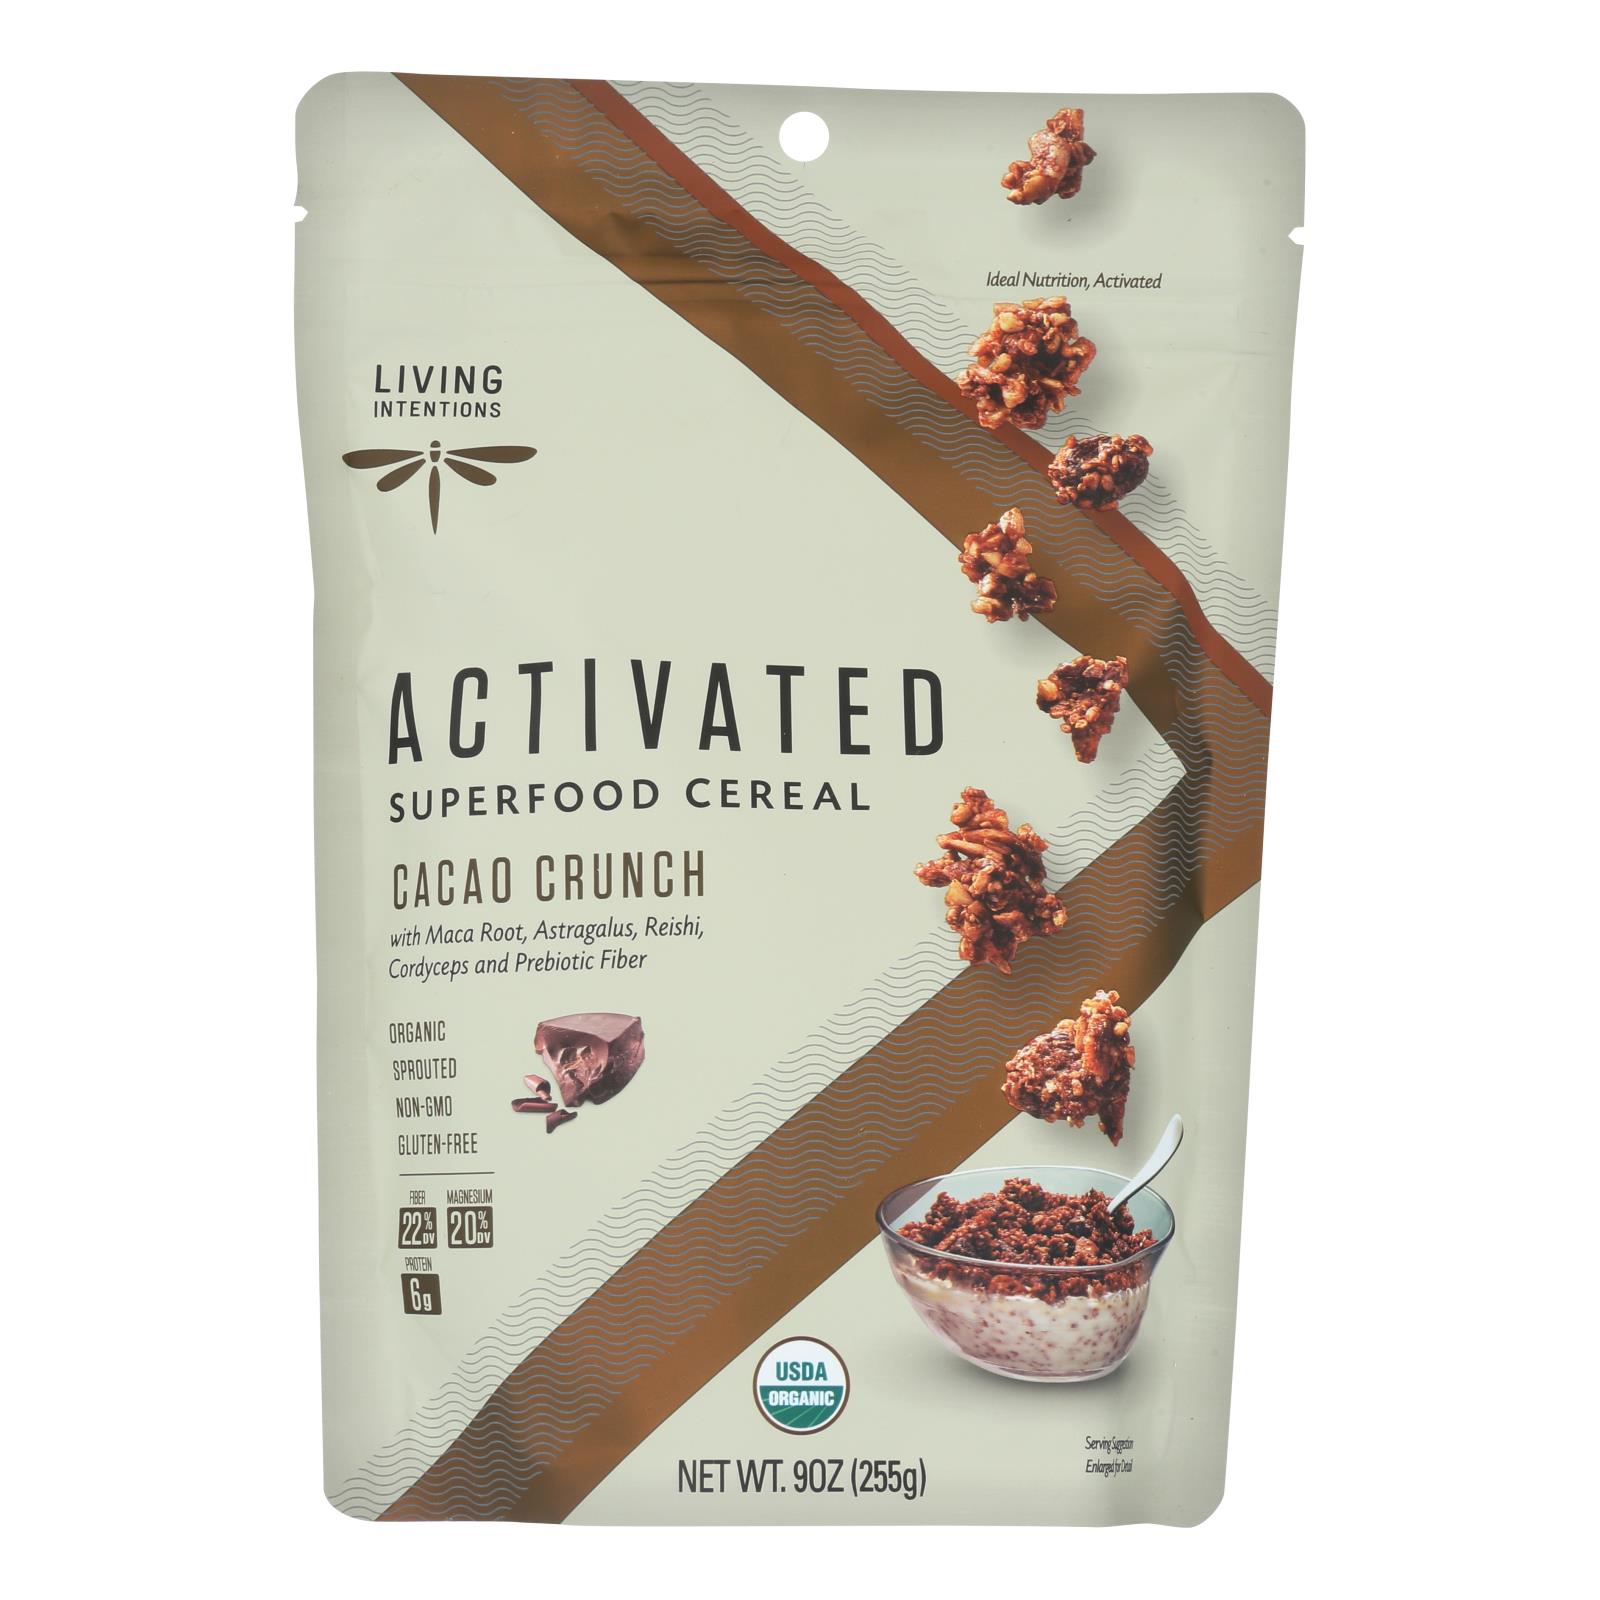 Ideal Nutrition, Activated
LIVING
INTENTIONS
ACTIVATED
SUPERFOOD CEREAL
CACAO CRUNCH
with Maca Root, Astragalus, Reishi,
Cordyceps and Prebiotic Fiber
ORGANIC
SPROUTED
NON-GMO
GLUTEN-FREE
FIBER
22% DV
MAGNESIUM
20% DV
PROTEIN
6g
USDA
ORGANIC
NET WT. 9OZ (255g)
Serving Suggestion
Enlarged for Detail